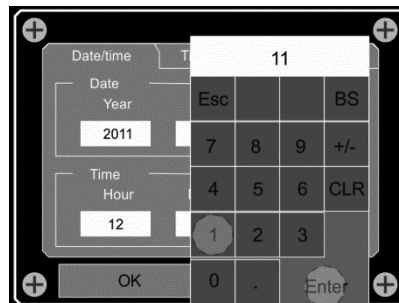 Date/time
Date
Year
2011
Time
Hour
12
OK
11
Esc BS
7 8 9 +/-
4 5 6 CLR
1 2 3
0 . Enter